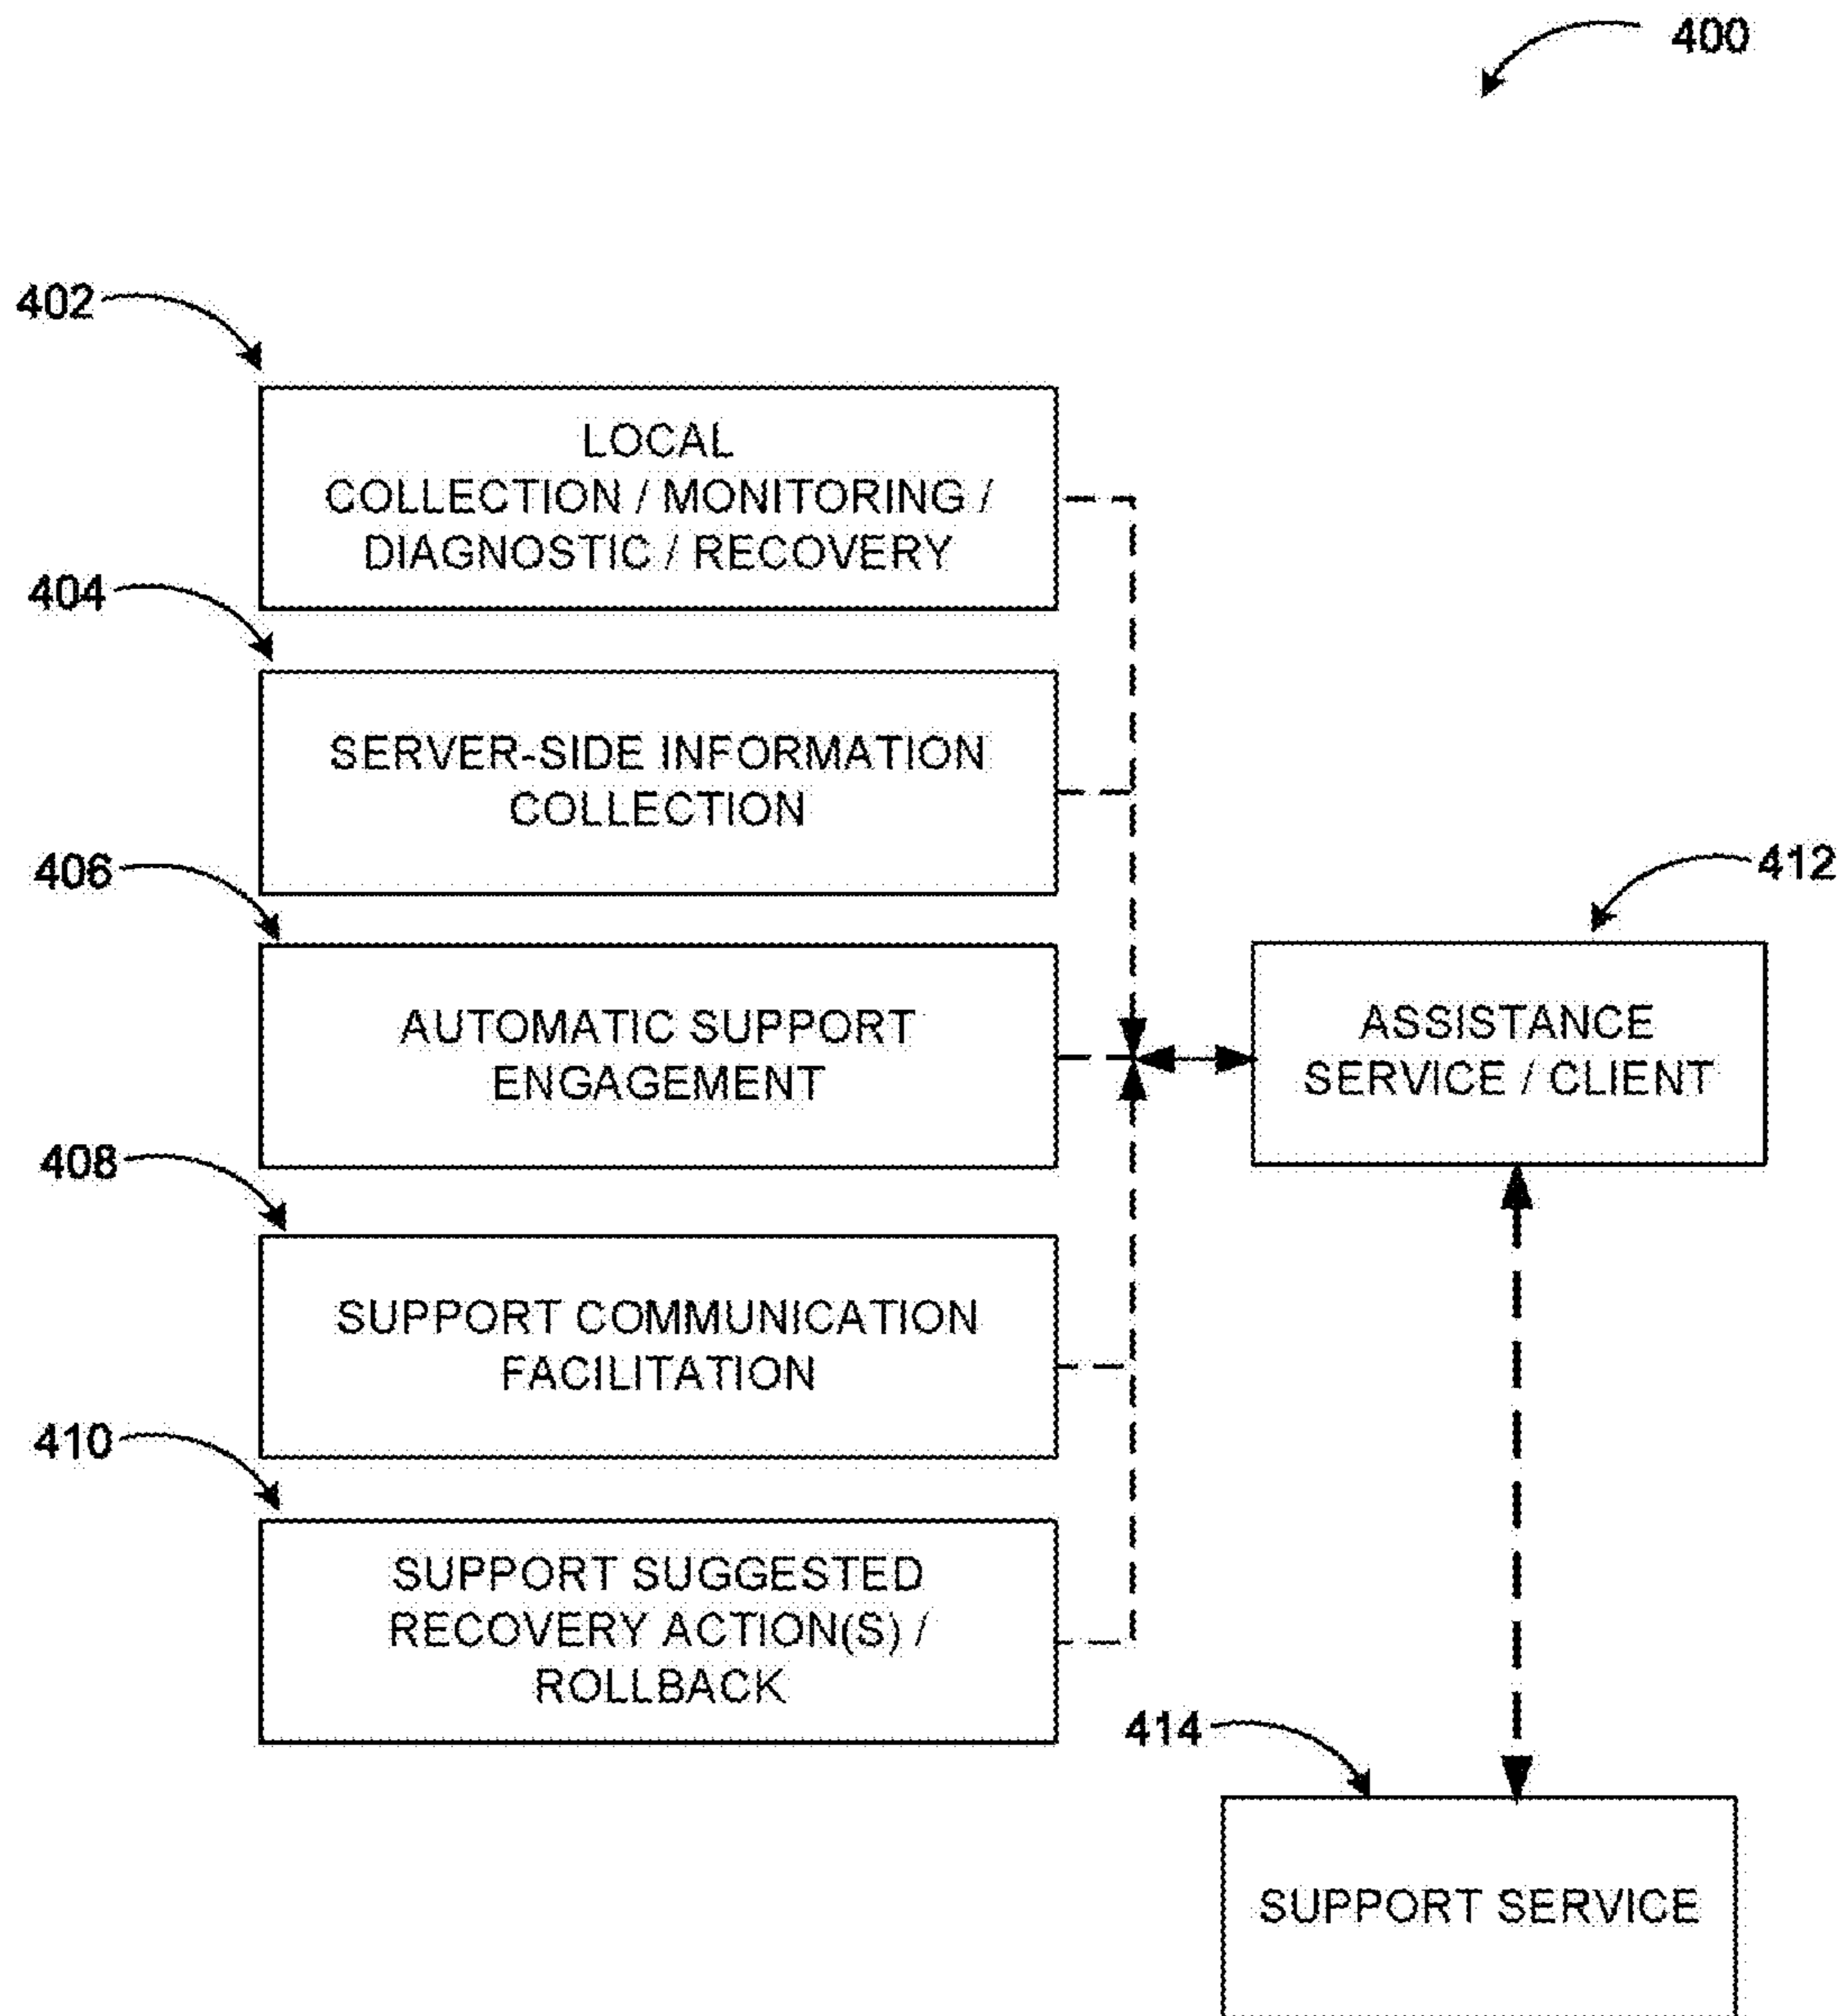 400
402
LOCAL
COLLECTION / MONITORING /
DIAGNOSTIC / RECOVERY
404
SERVER-SIDE INFORMATION
COLLECTION
406
AUTOMATIC SUPPORT
ENGAGEMENT
412
ASSISTANCE
SERVICE / CLIENT
408
SUPPORT COMMUNICATION
FACILITATION
410
SUPPORT SUGGESTED
RECOVERY ACTION(S) /
ROLLBACK
414
SUPPORT SERVICE